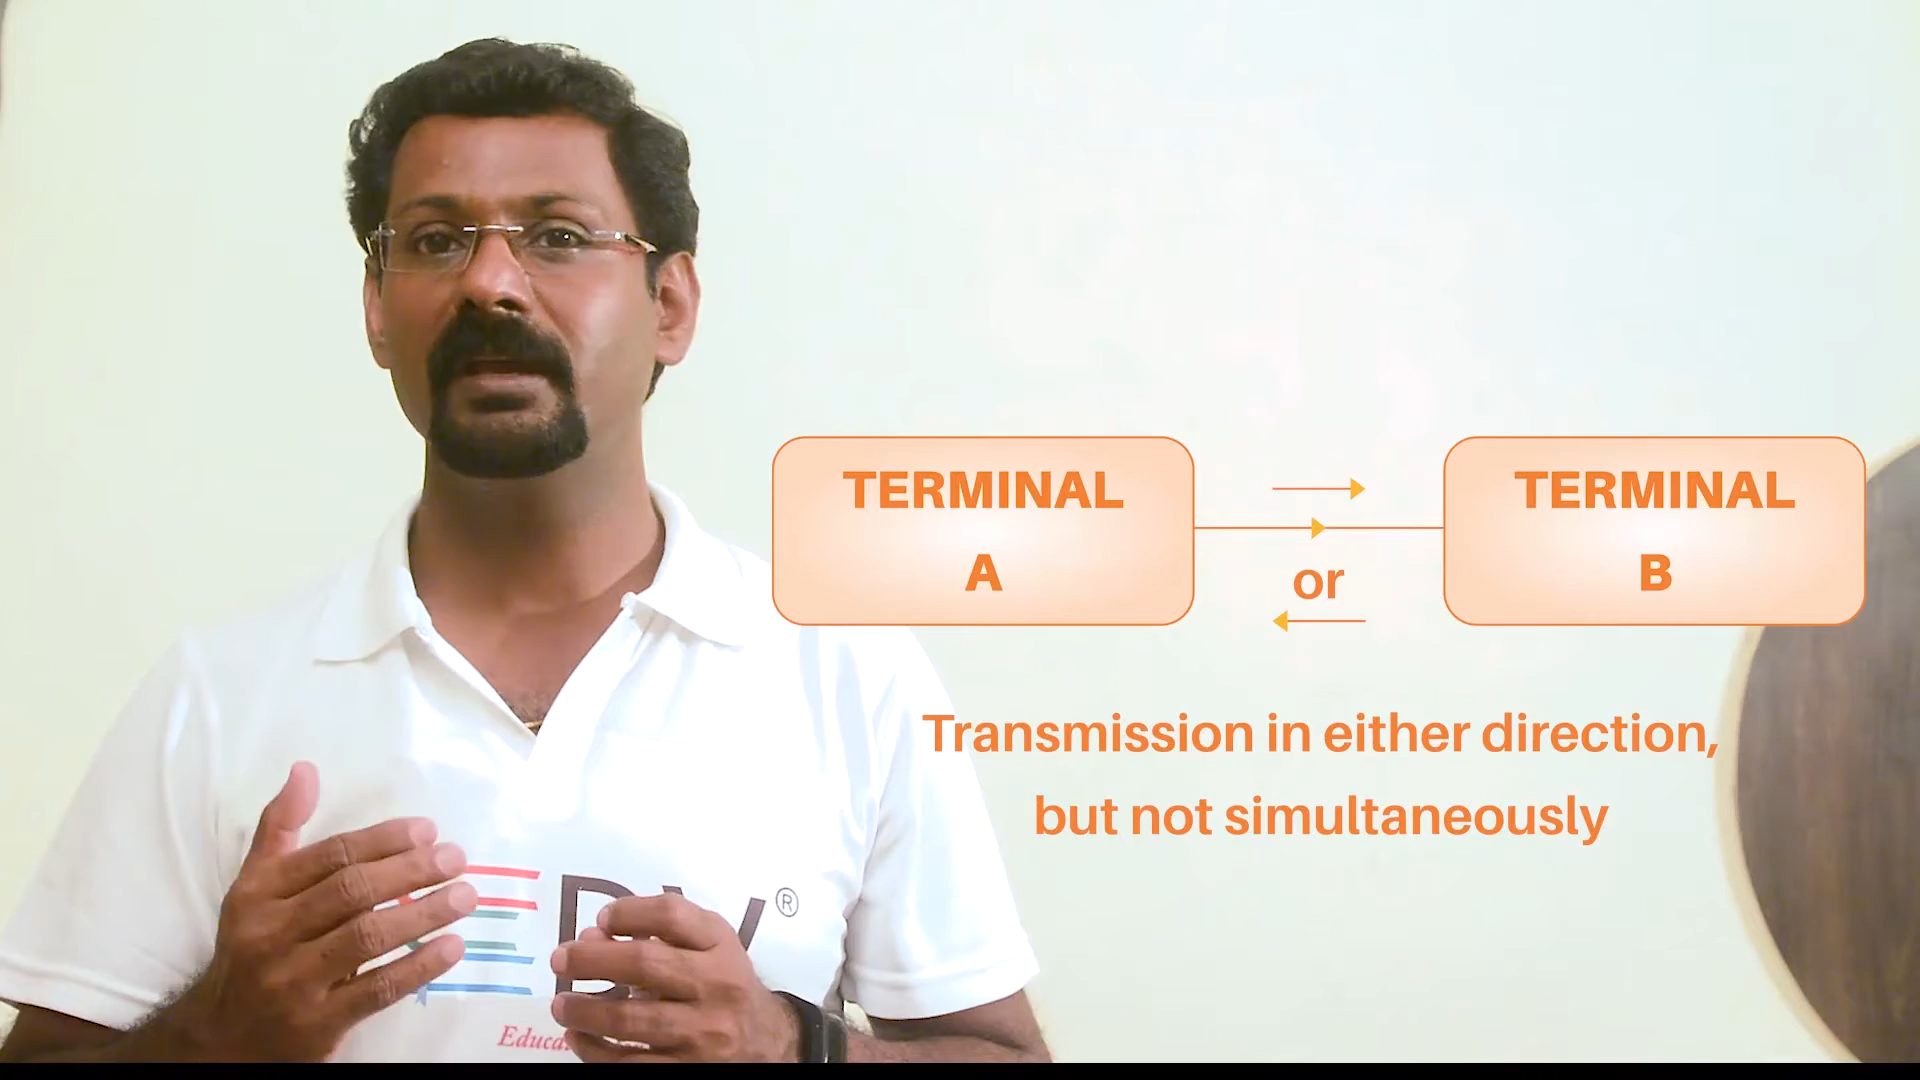 TERMINAL
A
or
TERMINAL
B
Transmission in either direction,
but not simultaneously
®